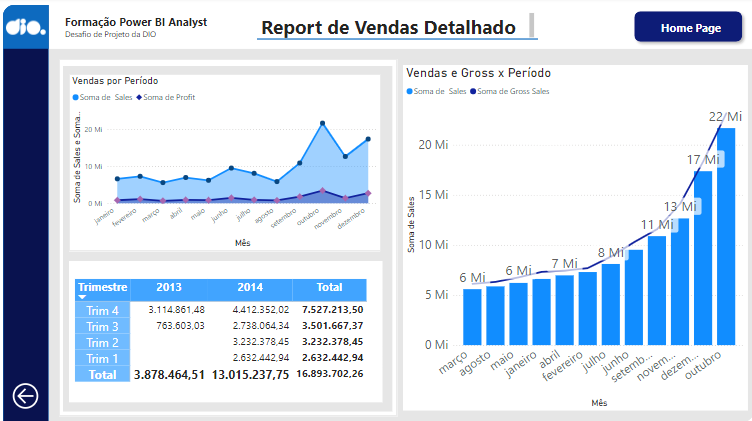 dio.
Formação Power BI Analyst
Desafio de Projeto da DIO
Report de Vendas Detalhado
Home Page
Vendas por Período
Soma de Sales Soma de Profit
Soma de Sales e Soma...
20 Mi
10 Mi
0 Mi
janeiro fevereiro março abril maio junho julho agosto setembro outubro novembro dezembro
Mês
Trimestre 2013 2014 Total
Trim 4 3.114.861,48 4.412.352,02 7.527.213,50
Trim 3 763.603,03 2.738.064,34 3.501.667,37
Trim 2 3.232.378,45 3.232.378,45
Trim 1 2.632.442,94 2.632.442,94
Total 3.878.464,51 13.015.237,75 16.893.702,26
Vendas e Gross x Período
Soma de Sales Soma de Gross Sales
Soma de Sales
20 Mi
15 Mi
10 Mi
5 Mi
0 Mi
6 Mi 6 Mi 7 Mi 8 Mi 11 Mi 13 Mi 17 Mi 22 Mi
março agosto maio janeiro abril fevereiro julho junho setemb... novem... dezem... outubro
Mês